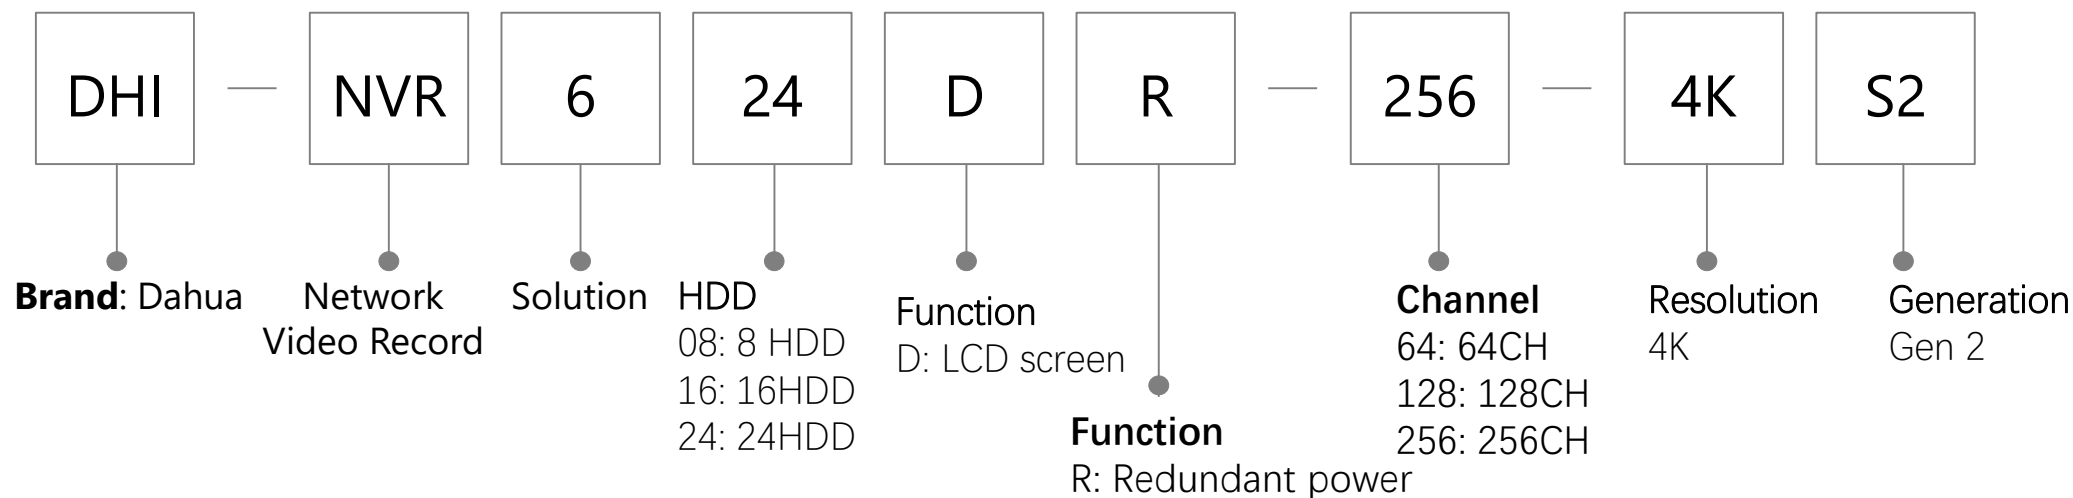 DHI — NVR 6 24 D R — 256 — 4K S2
Brand: Dahua
Network
Video Record
Solution
HDD
08: 8 HDD
16: 16HDD
24: 24HDD
Function
D: LCD screen
Function
R: Redundant power
Channel
64: 64CH
128: 128CH
256: 256CH
Resolution
4K
Generation
Gen 2